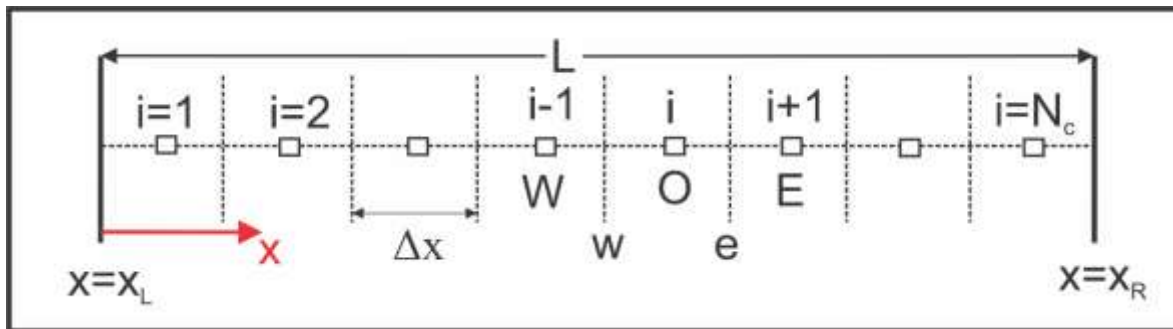 L
i=1 i=2 i-1 i i+1 i=N_c
W O E
x Δx w e
x=x_L x=x_R